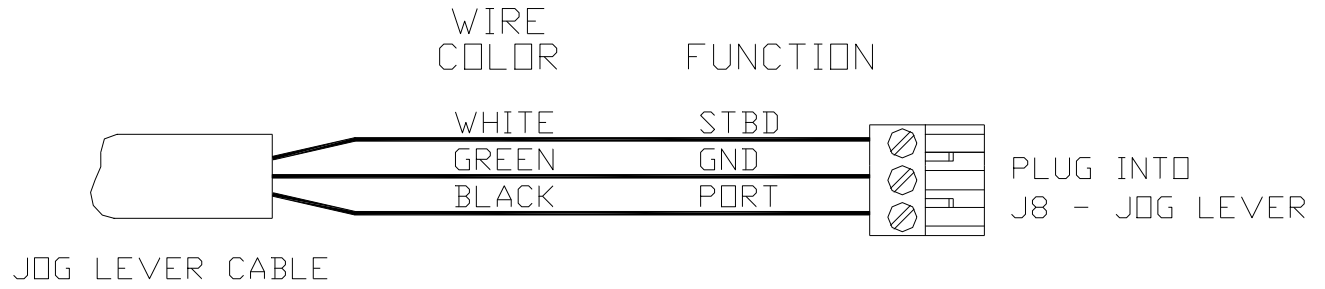 WIRE
COLOR FUNCTION
WHITE STBD
GREEN GND
BLACK PORT
PLUG INTO
J8 - JOG LEVER
JOG LEVER CABLE